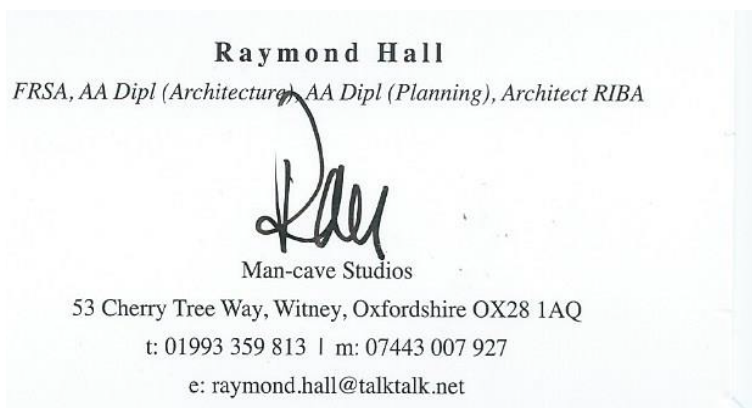 Raymond Hall
FRSA, AA Dipl (Architecture), AA Dipl (Planning), Architect RIBA
Ray
Man-cave Studios
53 Cherry Tree Way, Witney, Oxfordshire OX28 1AQ
t: 01993 359 813 | m: 07443 007 927
e: raymond.hall@talktalk.net